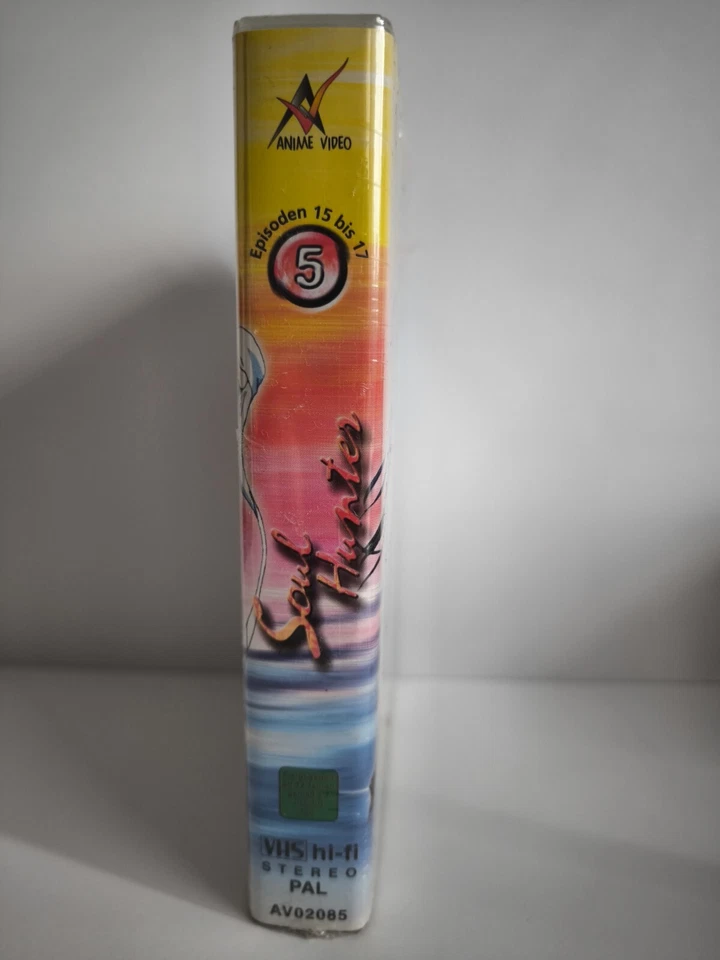 ANIME VIDEO
Episoden 15 bis 17
5
Soul
Hunter
VHS hi-fi
STEREO
PAL
AV02085